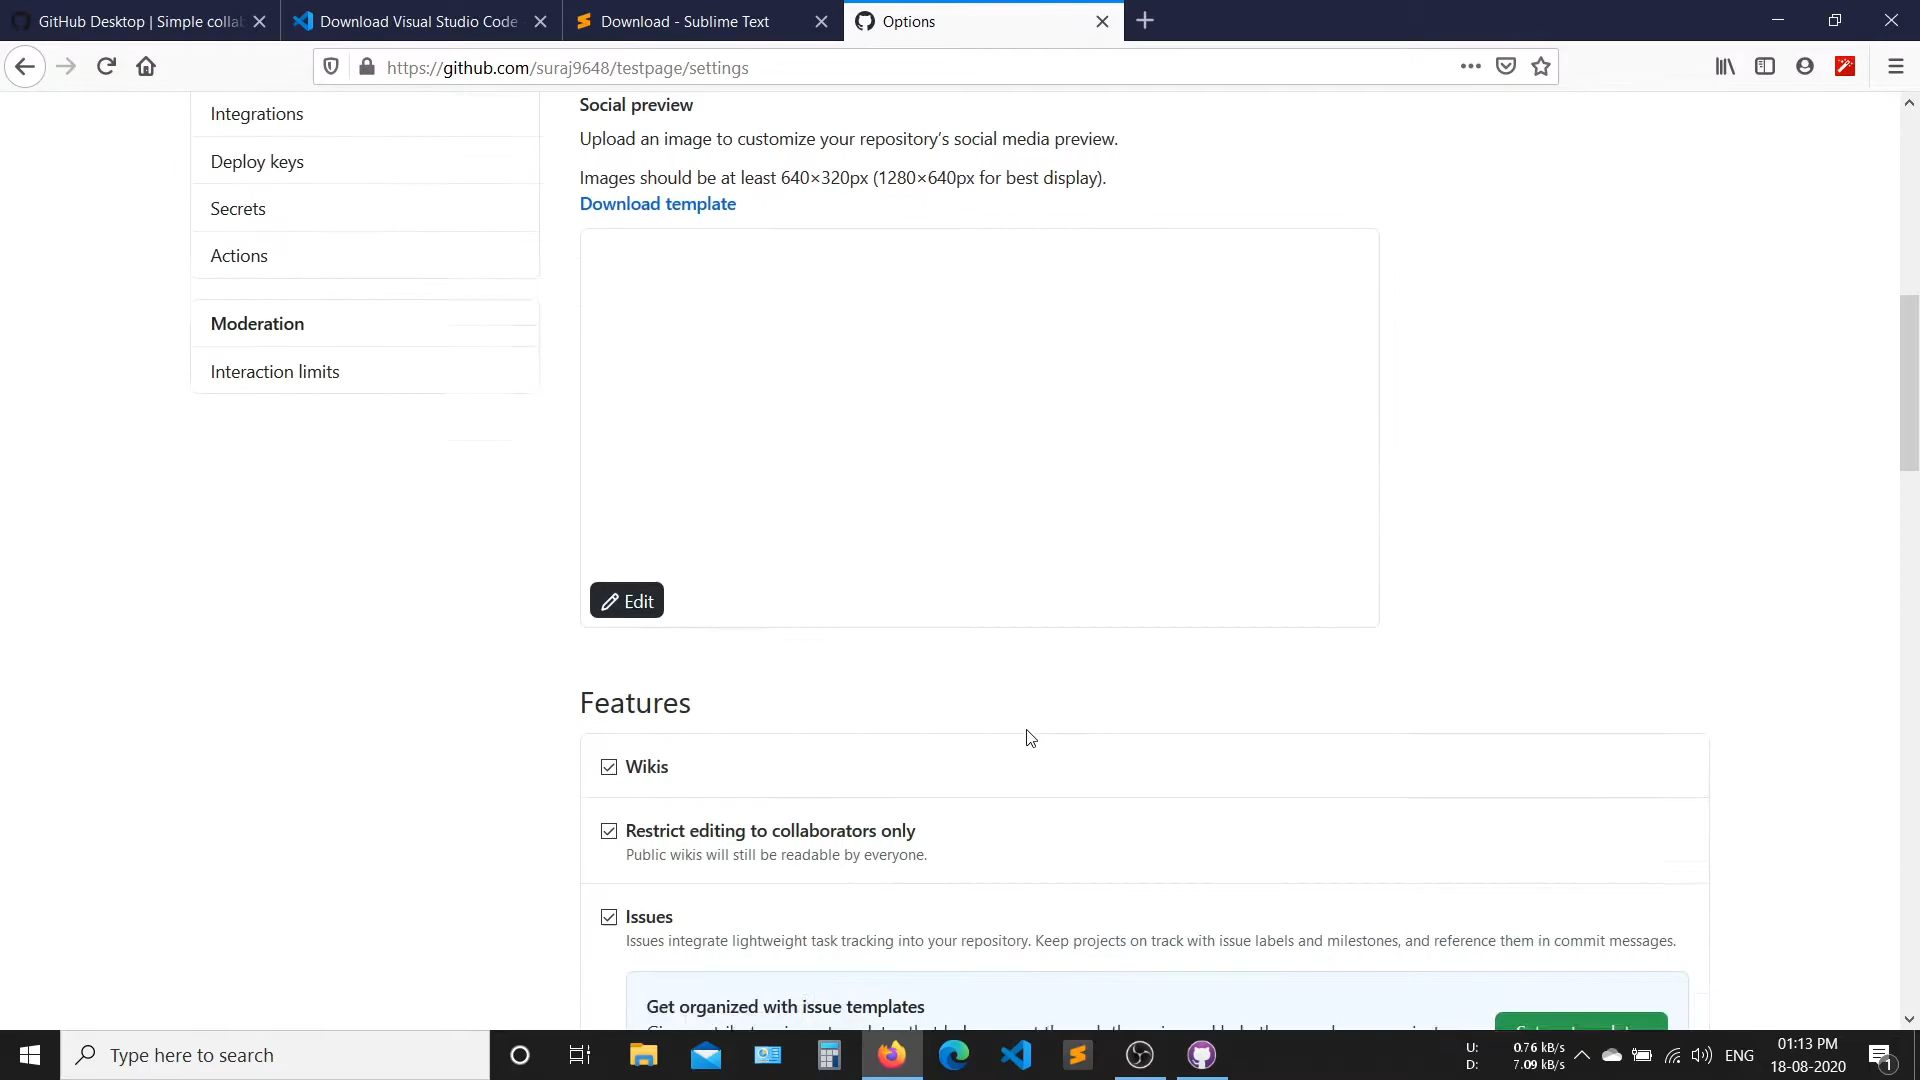 GitHub Desktop | Simple collab
Download Visual Studio Code
Download - Sublime Text
Options
https://github.com/suraj9648/testpage/settings
Integrations
Deploy keys
Secrets
Actions
Moderation
Interaction limits
Social preview
Upload an image to customize your repository’s social media preview.
Images should be at least 640×320px (1280×640px for best display).
Download template
Edit
Features
Wikis
Restrict editing to collaborators only
Public wikis will still be readable by everyone.
Issues
Issues integrate lightweight task tracking into your repository. Keep projects on track with issue labels and milestones, and reference them in commit messages.
Get organized with issue templates
Type here to search
U: 0.76 kB/s
D: 7.09 kB/s
ENG
01:13 PM
18-08-2020
1